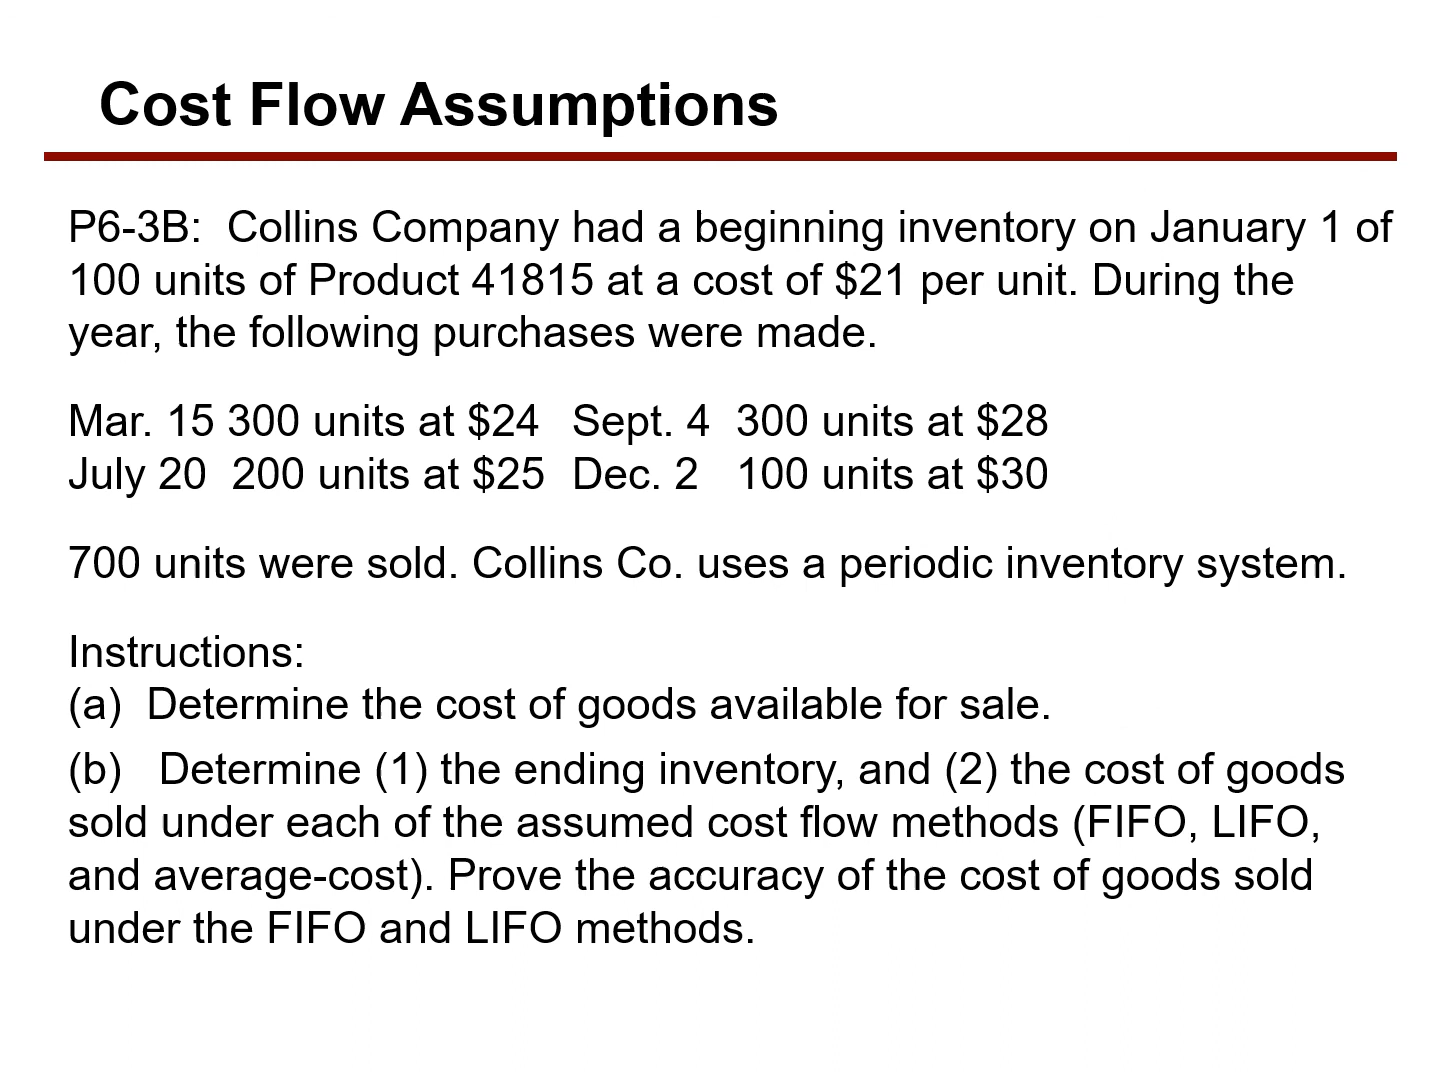 Cost Flow Assumptions
P6-3B:  Collins Company had a beginning inventory on January 1 of
100 units of Product 41815 at a cost of $21 per unit. During the
year, the following purchases were made.
Mar. 15 300 units at $24   Sept. 4  300 units at $28
July 20  200 units at $25  Dec. 2   100 units at $30
700 units were sold. Collins Co. uses a periodic inventory system.
Instructions:
(a)  Determine the cost of goods available for sale.
(b)   Determine (1) the ending inventory, and (2) the cost of goods
sold under each of the assumed cost flow methods (FIFO, LIFO,
and average-cost). Prove the accuracy of the cost of goods sold
under the FIFO and LIFO methods.